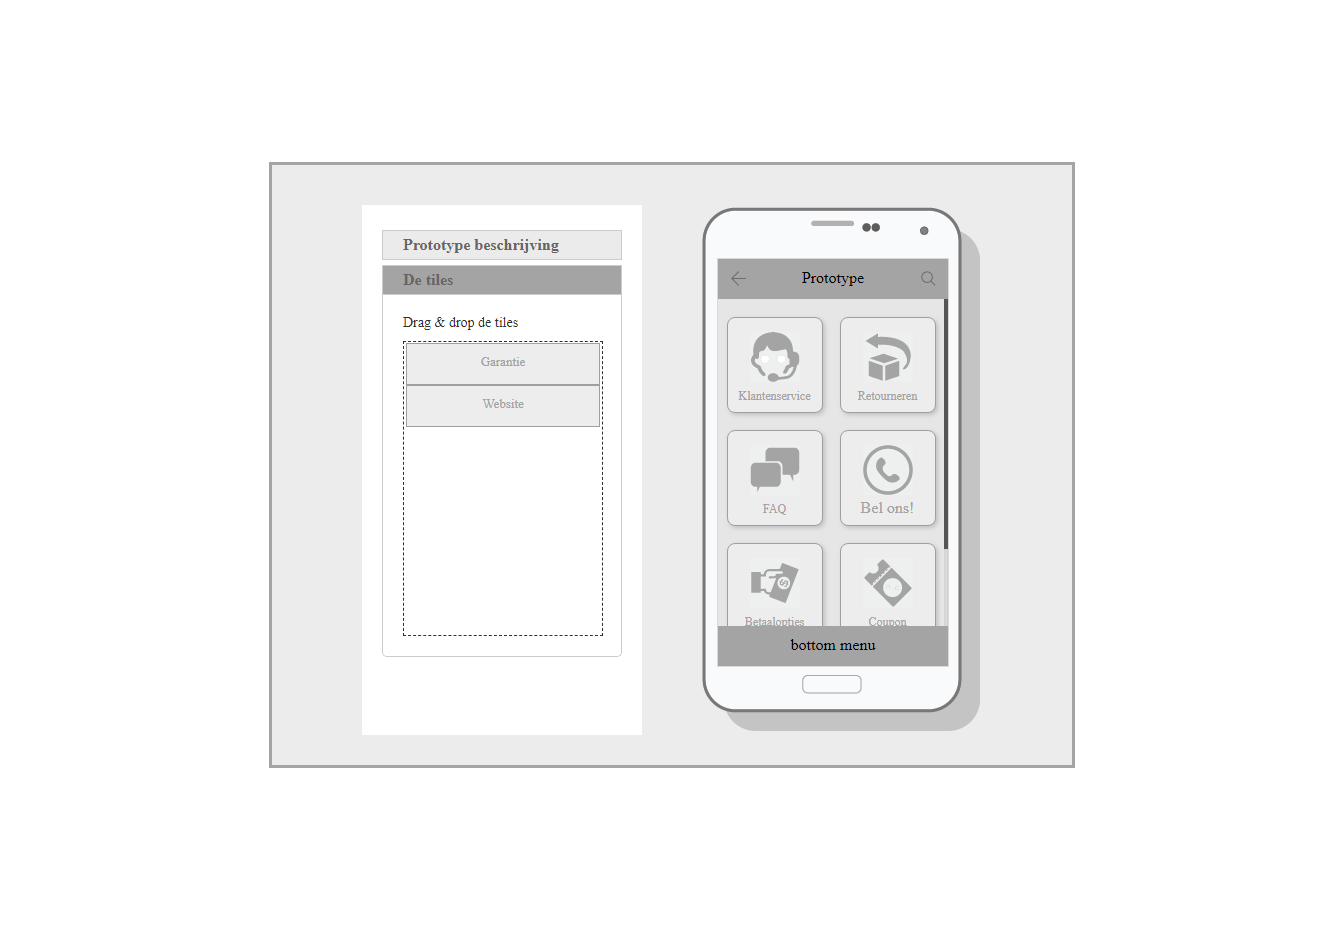 Prototype beschrijving
De tiles
Drag & drop de tiles
Garantie
Website
Prototype
Klantenservice
Retourneren
FAQ
Bel ons!
Betaalopties
Coupon
bottom menu